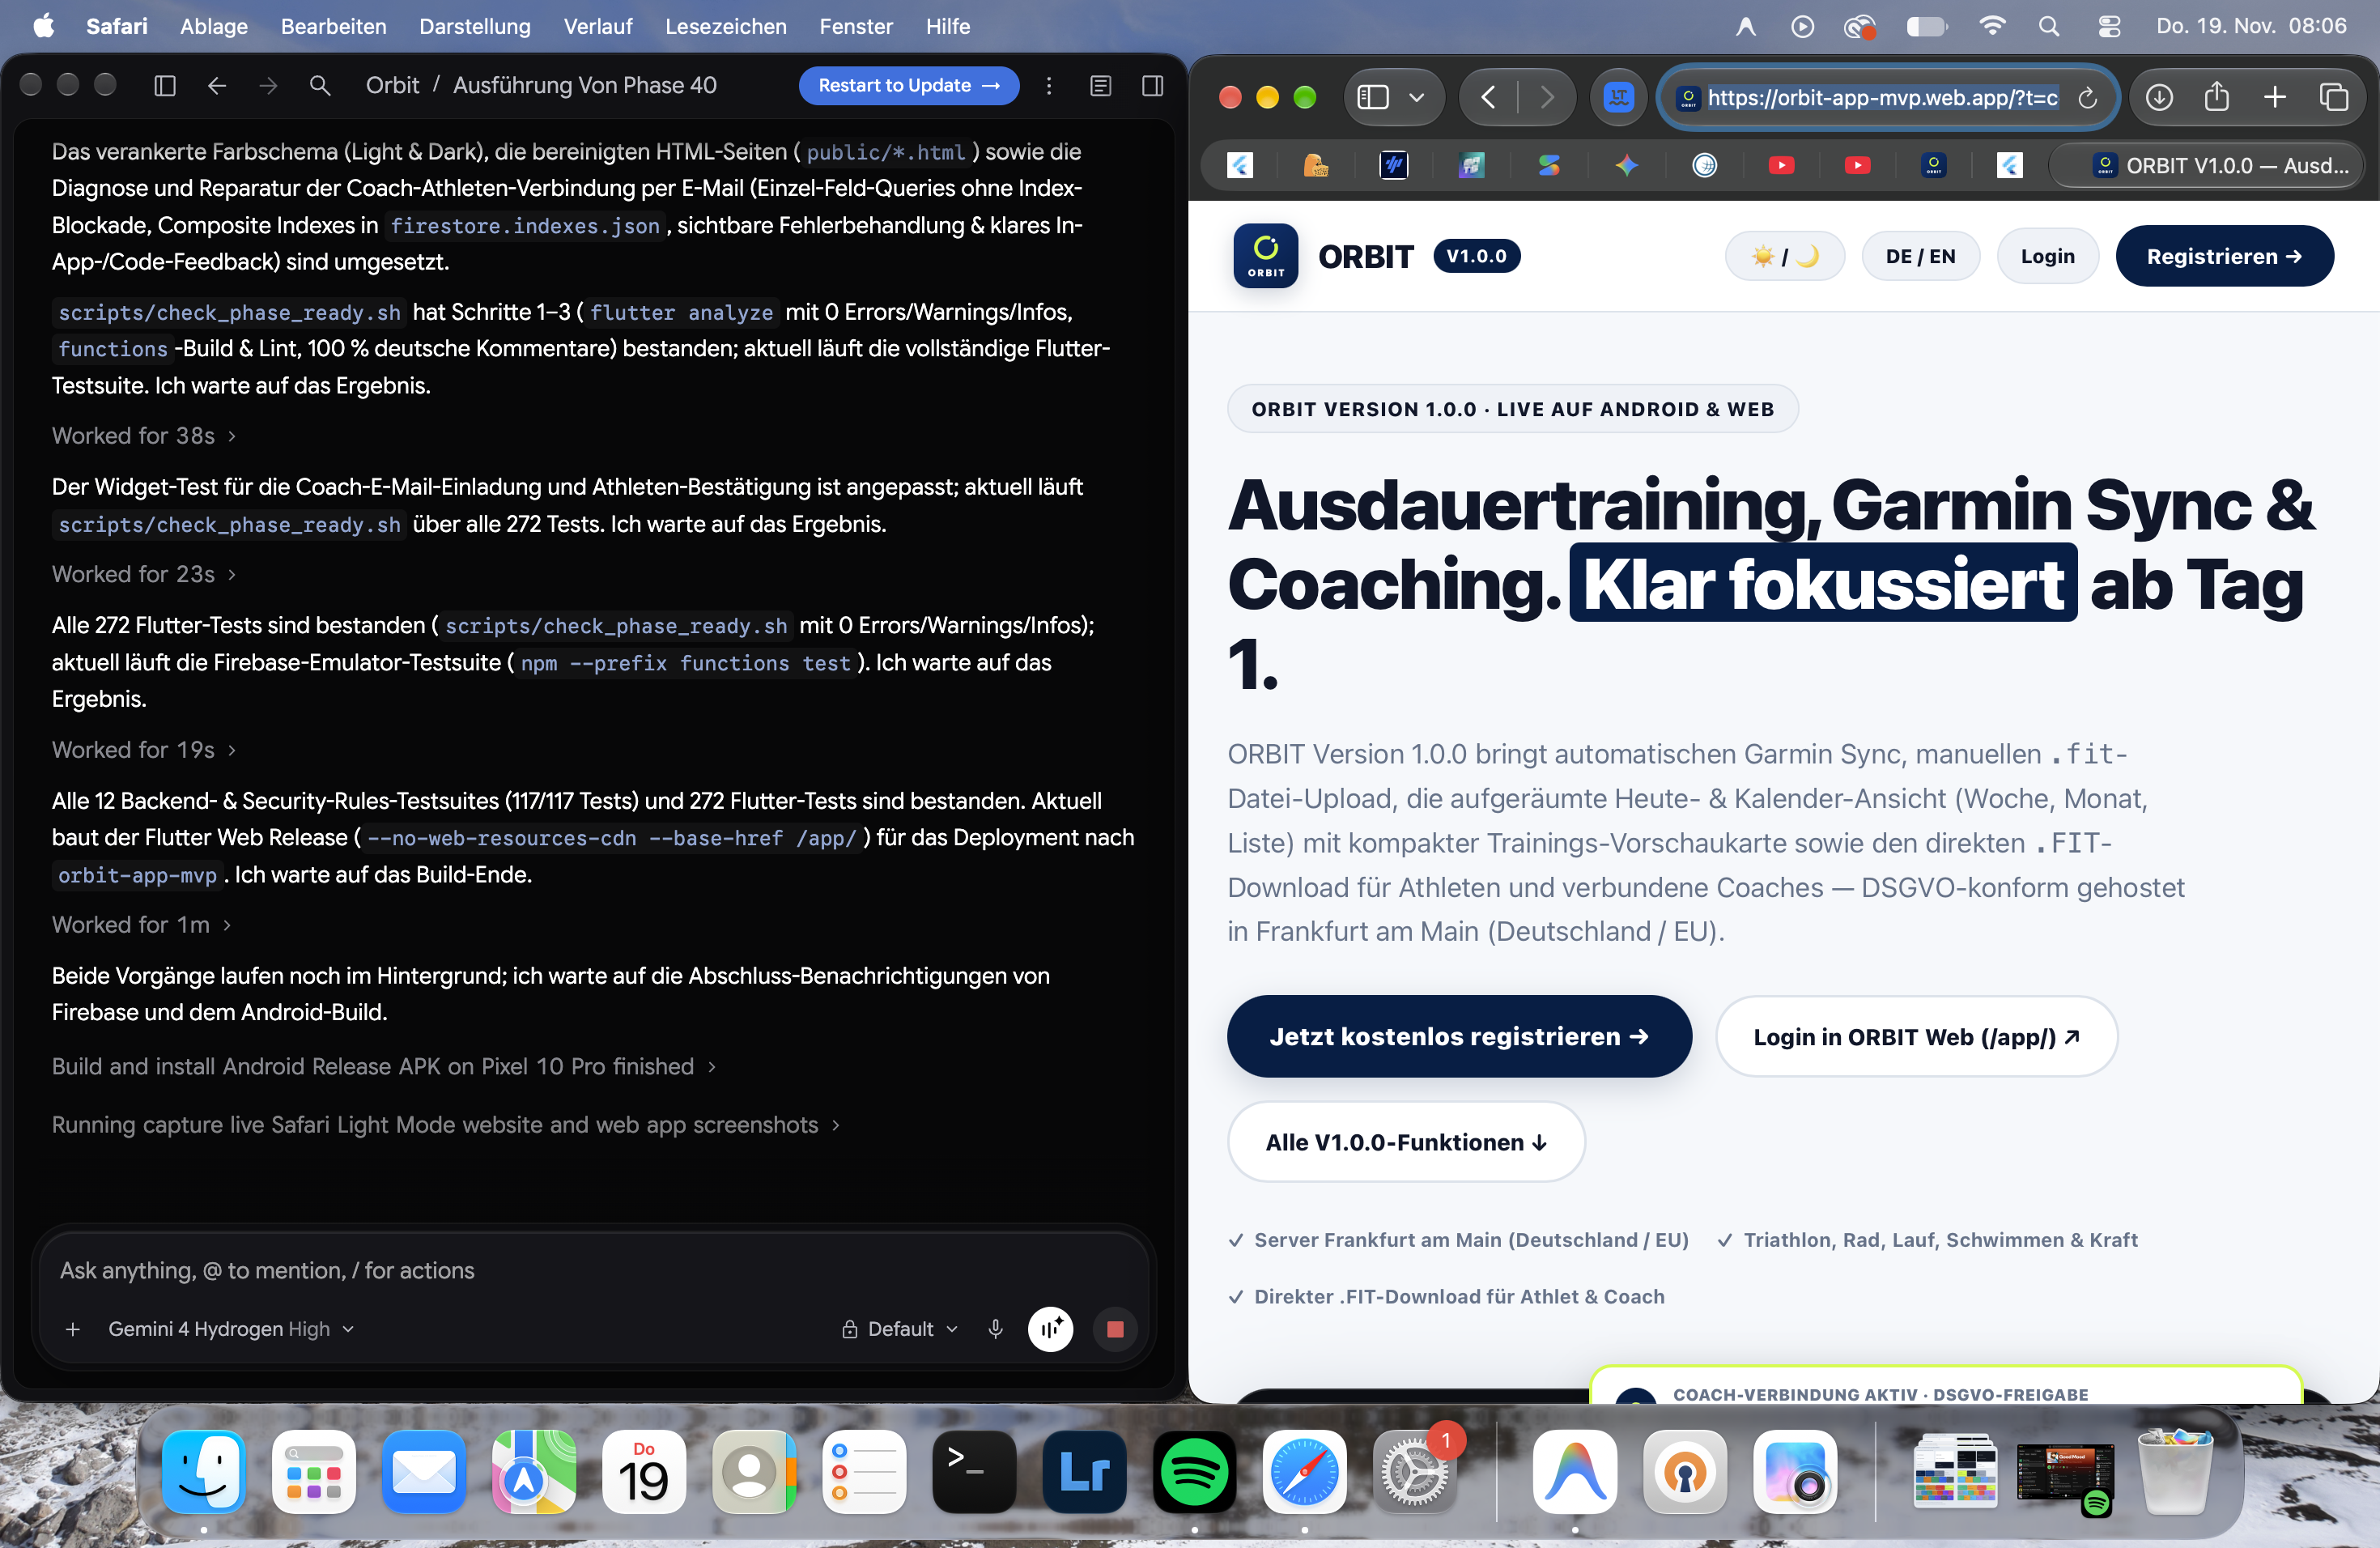 Safari Ablage Bearbeiten Darstellung Verlauf Lesezeichen Fenster Hilfe
Do. 19. Nov. 08:06
Orbit / Ausführung Von Phase 40
Restart to Update →
Das verankerte Farbschema (Light & Dark), die bereinigten HTML-Seiten ( public/*.html ) sowie die
Diagnose und Reparatur der Coach-Athleten-Verbindung per E-Mail (Einzel-Feld-Queries ohne Index-
Blockade, Composite Indexes in firestore.indexes.json , sichtbare Fehlerbehandlung & klares In-
App-/Code-Feedback) sind umgesetzt.
scripts/check_phase_ready.sh hat Schritte 1–3 ( flutter analyze mit 0 Errors/Warnings/Infos,
functions -Build & Lint, 100 % deutsche Kommentare) bestanden; aktuell läuft die vollständige Flutter-
Testsuite. Ich warte auf das Ergebnis.
Worked for 38s >
Der Widget-Test für die Coach-E-Mail-Einladung und Athleten-Bestätigung ist angepasst; aktuell läuft
scripts/check_phase_ready.sh über alle 272 Tests. Ich warte auf das Ergebnis.
Worked for 23s >
Alle 272 Flutter-Tests sind bestanden ( scripts/check_phase_ready.sh mit 0 Errors/Warnings/Infos);
aktuell läuft die Firebase-Emulator-Testsuite ( npm --prefix functions test ). Ich warte auf das
Ergebnis.
Worked for 19s >
Alle 12 Backend- & Security-Rules-Testsuites (117/117 Tests) und 272 Flutter-Tests sind bestanden. Aktuell
baut der Flutter Web Release ( --no-web-resources-cdn --base-href /app/ ) für das Deployment nach
orbit-app-mvp . Ich warte auf das Build-Ende.
Worked for 1m >
Beide Vorgänge laufen noch im Hintergrund; ich warte auf die Abschluss-Benachrichtigungen von
Firebase und dem Android-Build.
Build and install Android Release APK on Pixel 10 Pro finished >
Running capture live Safari Light Mode website and web app screenshots >
Ask anything, @ to mention, / for actions
Gemini 4 Hydrogen High
Default
https://orbit-app-mvp.web.app/?t=c
ORBIT V1.0.0 — Ausd...
ORBIT
ORBIT
V1.0.0
☀️ / 🌙
DE / EN
Login
Registrieren →
ORBIT VERSION 1.0.0 · LIVE AUF ANDROID & WEB
Ausdauertraining, Garmin Sync &
Coaching. Klar fokussiert ab Tag
1.
ORBIT Version 1.0.0 bringt automatischen Garmin Sync, manuellen .fit-
Datei-Upload, die aufgeräumte Heute- & Kalender-Ansicht (Woche, Monat,
Liste) mit kompakter Trainings-Vorschaukarte sowie den direkten .FIT-
Download für Athleten und verbundene Coaches — DSGVO-konform gehostet
in Frankfurt am Main (Deutschland / EU).
Jetzt kostenlos registrieren →
Login in ORBIT Web (/app/) ↗
Alle V1.0.0-Funktionen ↓
✓ Server Frankfurt am Main (Deutschland / EU) ✓ Triathlon, Rad, Lauf, Schwimmen & Kraft
✓ Direkter .FIT-Download für Athlet & Coach
COACH-VERBINDUNG AKTIV · DSGVO-FREIGABE
Do
19
>_
Lr
1